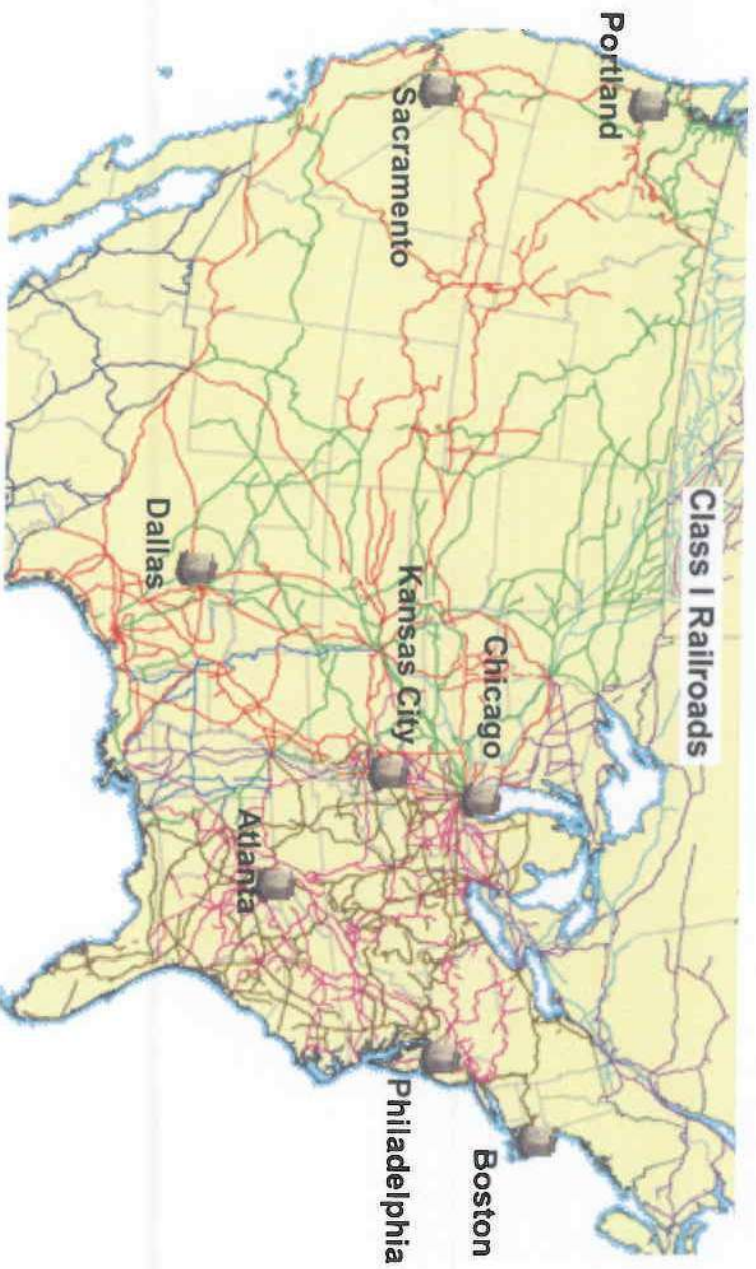 Class I Railroads
Portland
Boston
Chicago
Sacramento
Kansas City
Philadelphia
Atlanta
Dallas